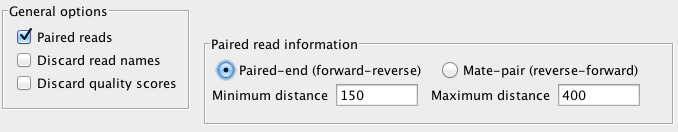 General options
Paired reads
Discard read names
Discard quality scores
Paired read information
Paired-end (forward-reverse) Mate-pair (reverse-forward)
Minimum distance 150 Maximum distance 400